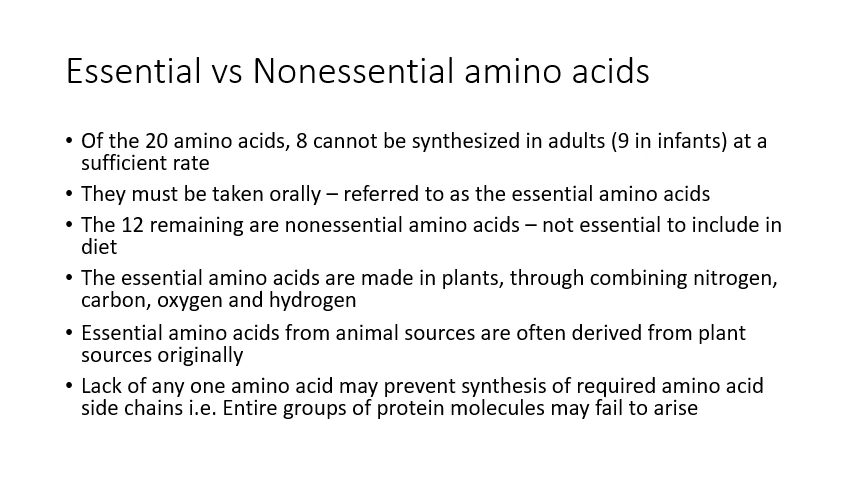 Essential vs Nonessential amino acids
• Of the 20 amino acids, 8 cannot be synthesized in adults (9 in infants) at a
sufficient rate
• They must be taken orally – referred to as the essential amino acids
• The 12 remaining are nonessential amino acids – not essential to include in
diet
• The essential amino acids are made in plants, through combining nitrogen,
carbon, oxygen and hydrogen
• Essential amino acids from animal sources are often derived from plant
sources originally
• Lack of any one amino acid may prevent synthesis of required amino acid
side chains i.e. Entire groups of protein molecules may fail to arise